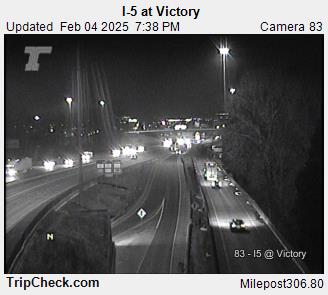 I-5 at Victory
Updated Feb 04 2025 7:38 PM
Camera 83
T
N
83 - I5 @ Victory
TripCheck.com
Milepost306.80